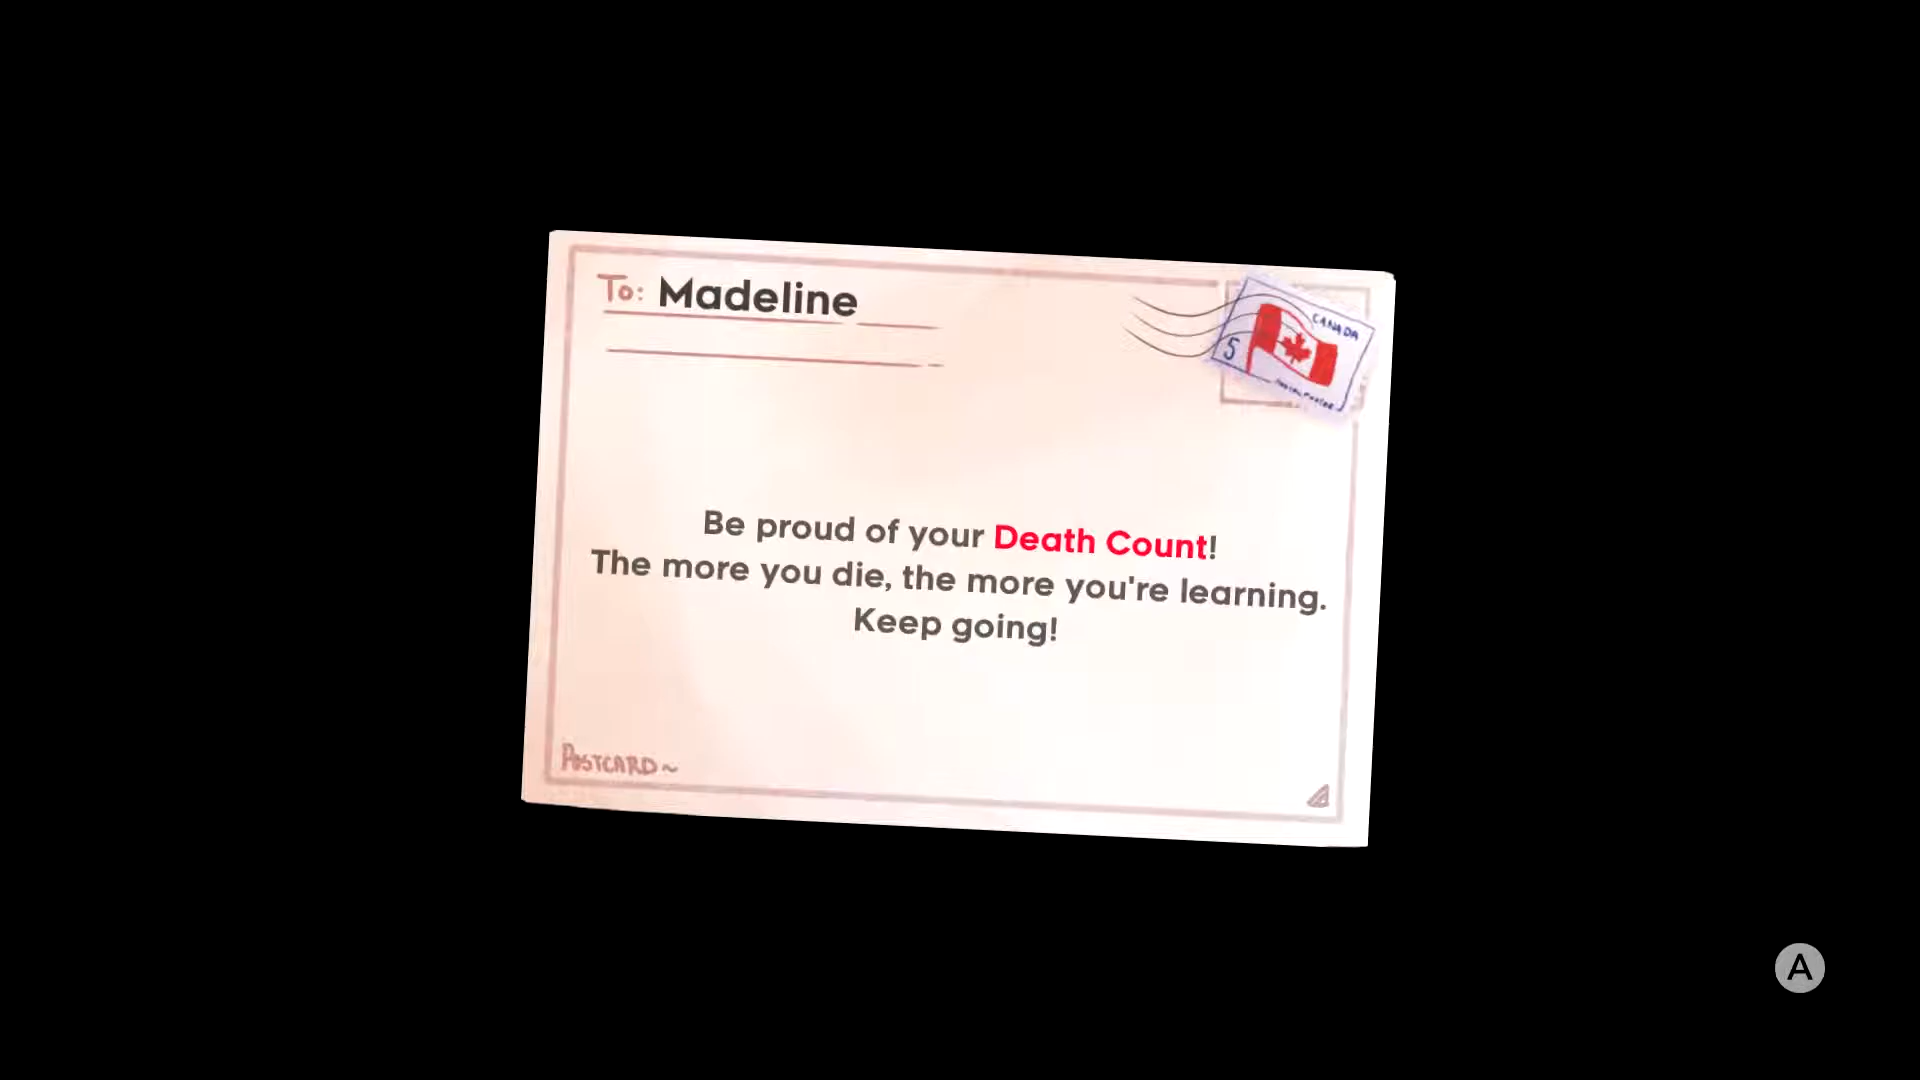 To: Madeline
CANADA
5
Be proud of your Death Count!
The more you die, the more you're learning.
Keep going!
POSTCARD~
A